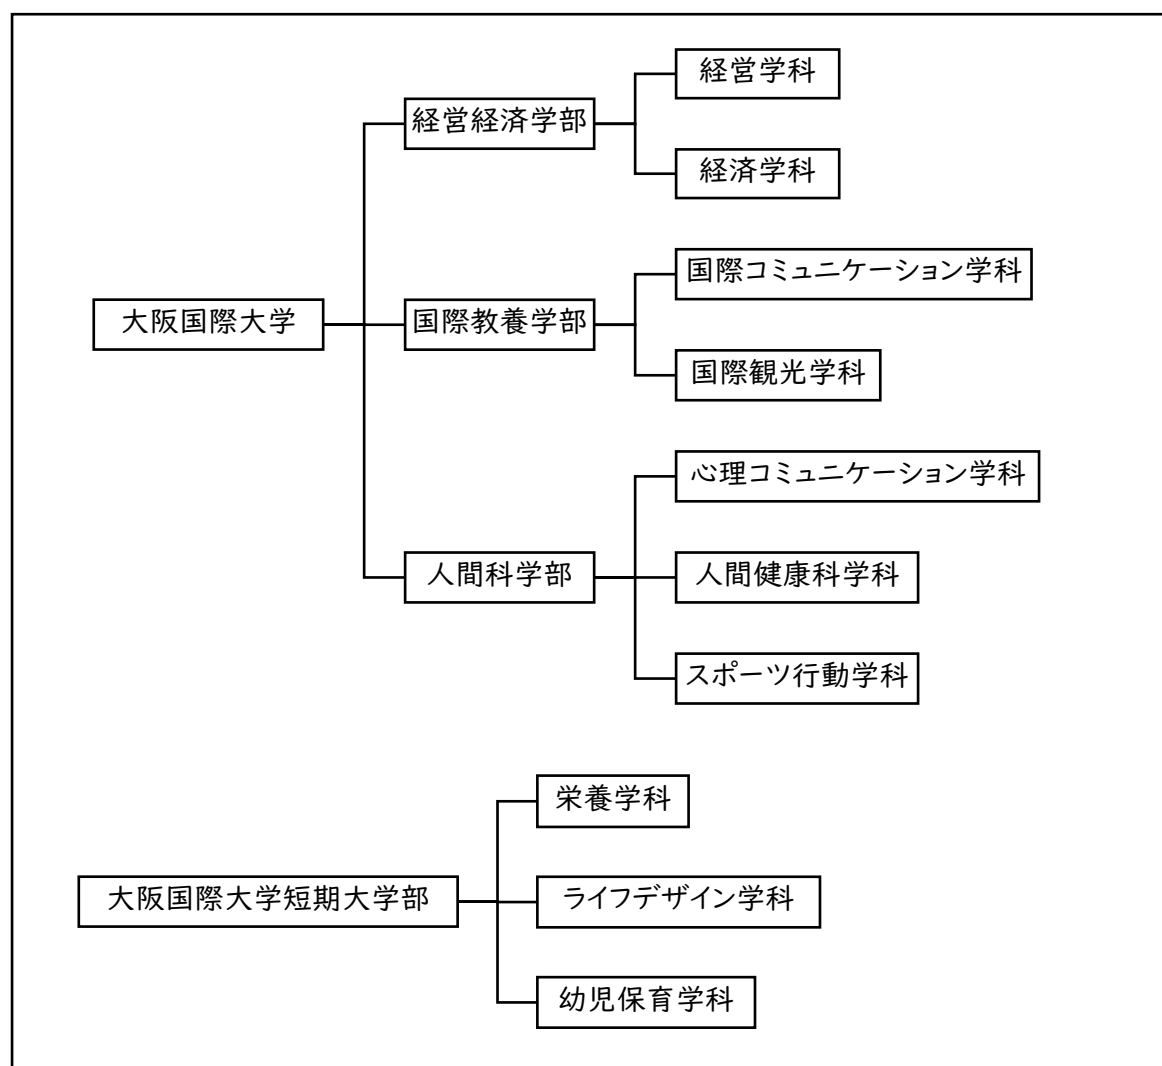 大阪国際大学
経営経済学部
経営学科
経済学科
国際教養学部
国際コミュニケーション学科
国際観光学科
人間科学部
心理コミュニケーション学科
人間健康科学科
スポーツ行動学科
大阪国際大学短期大学部
栄養学科
ライフデザイン学科
幼児保育学科